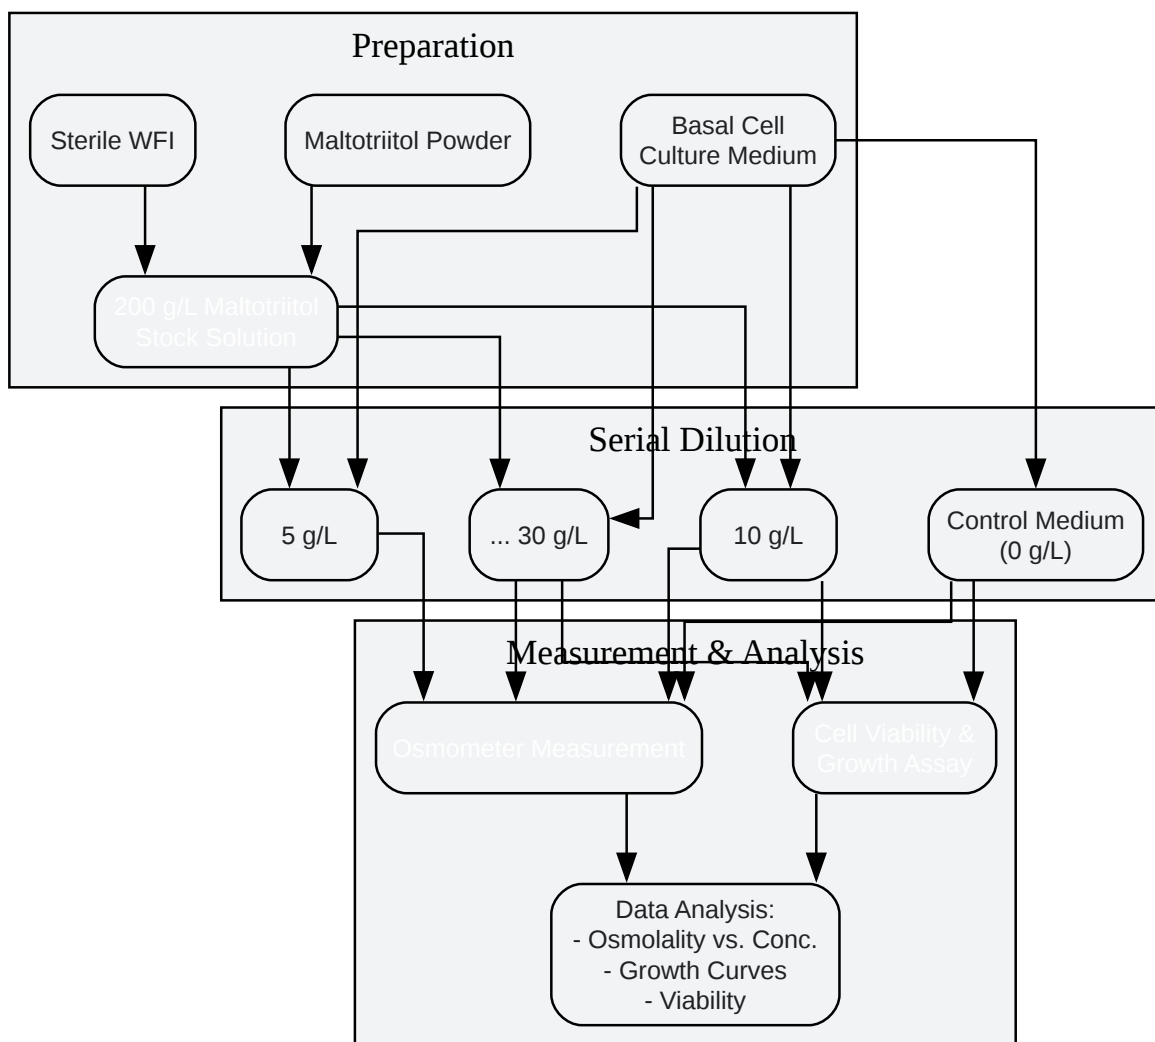 Preparation
Sterile WFI
Maltotriitol Powder
Basal Cell
Culture Medium
200 g/L Maltotriitol
Stock Solution
Serial Dilution
5 g/L
... 30 g/L
10 g/L
Control Medium
(0 g/L)
Measurement & Analysis
Osmometer Measurement
Cell Viability &
Growth Assay
Data Analysis:
- Osmolality vs. Conc.
- Growth Curves
- Viability